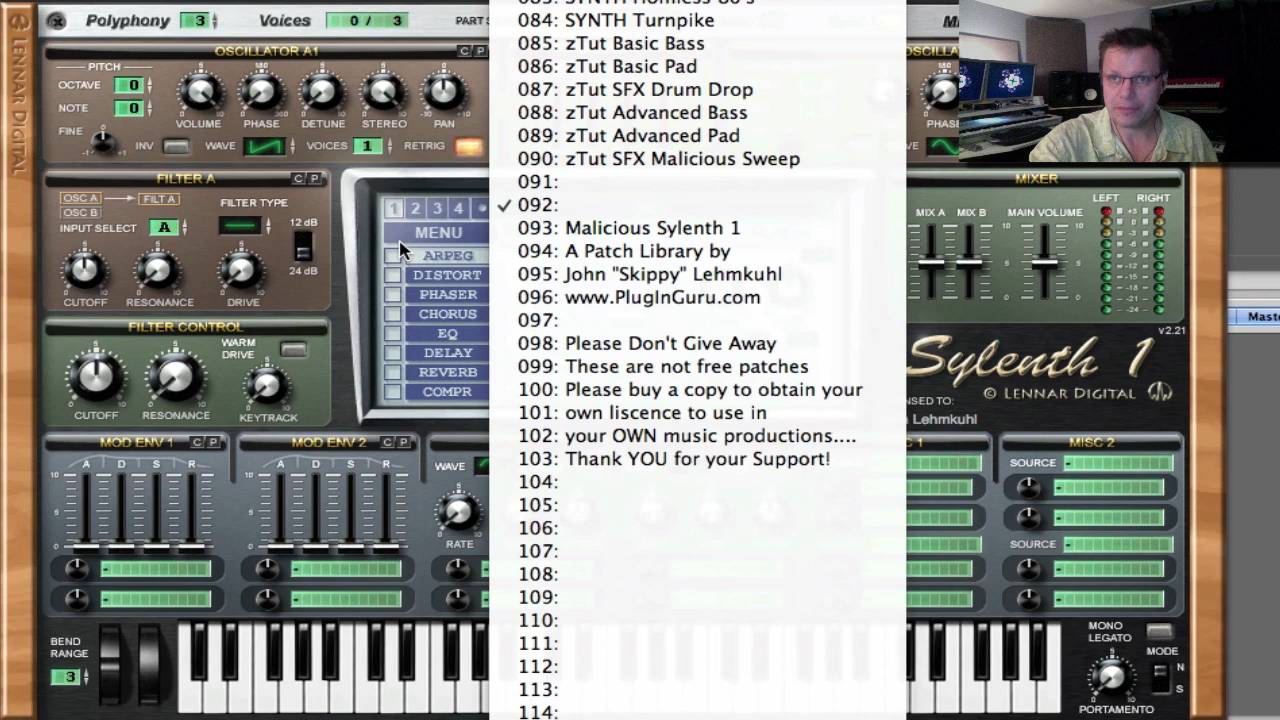 Polyphony 3 Voices 0 / 3 PART S
OSCILLATOR A1 C P
PITCH
OCTAVE 0
NOTE 0
FINE
VOLUME PHASE DETUNE STEREO PAN
INV WAVE VOICES 1 RETRIG
FILTER A C P
OSC A FILT A
OSC B
INPUT SELECT A
FILTER TYPE
12 dB
24 dB
CUTOFF RESONANCE DRIVE
FILTER CONTROL
WARM
DRIVE
CUTOFF RESONANCE KEYTRACK
1 2 3 4
MENU
ARPEG
DISTORT
PHASER
CHORUS
EQ
DELAY
REVERB
COMPR
MOD ENV 1 C P
A D S R
MOD ENV 2 C P
A D S R
WAVE
RATE
BEND
RANGE
3
LENNAR DIGITAL
084: SYNTH Turnpike
085: zTut Basic Bass
086: zTut Basic Pad
087: zTut SFX Drum Drop
088: zTut Advanced Bass
089: zTut Advanced Pad
090: zTut SFX Malicious Sweep
091:
✓ 092:
093: Malicious Sylenth 1
094: A Patch Library by
095: John "Skippy" Lehmkuhl
096: www.PlugInGuru.com
097:
098: Please Don't Give Away
099: These are not free patches
100: Please buy a copy to obtain your
101: own liscence to use in
102: your OWN music productions....
103: Thank YOU for your Support!
104:
105:
106:
107:
108:
109:
110:
111:
112:
113:
114:
MIXER
MIX A MIX B MAIN VOLUME
LEFT RIGHT
v2.21
Sylenth 1
© LENNAR DIGITAL
Lehmkuhl
MISC 2
SOURCE
SOURCE
MONO
LEGATO
MODE
N
S
PORTAMENTO
Maste